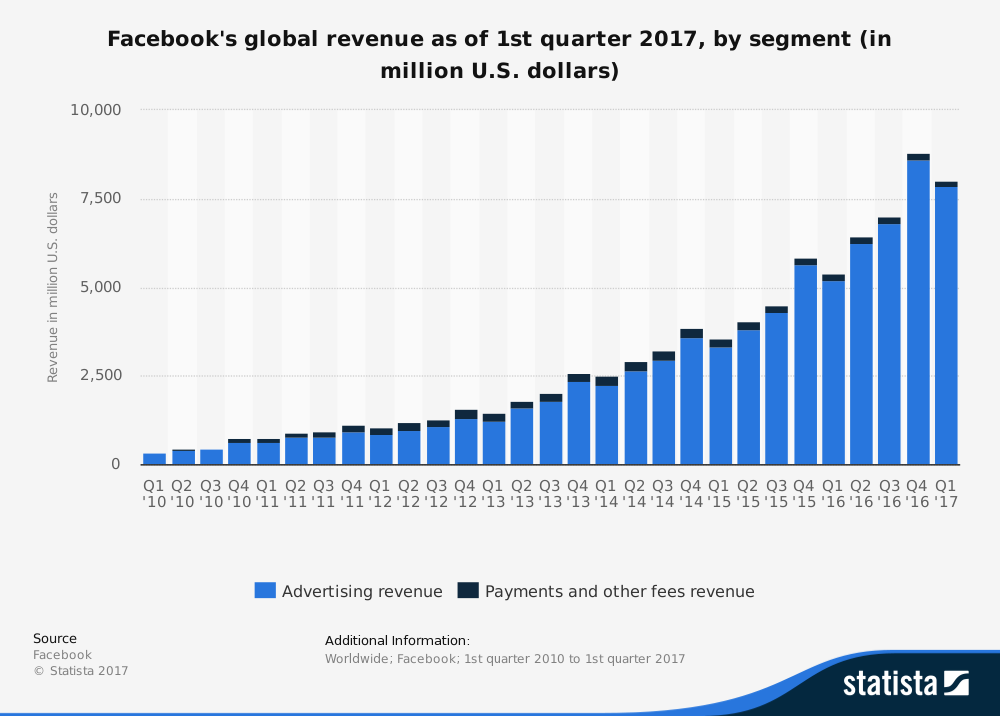 Facebook's global revenue as of 1st quarter 2017, by segment (in
million U.S. dollars)
Revenue in million U.S. dollars
10,000
7,500
5,000
2,500
0
Q1 Q2 Q3 Q4 Q1 Q2 Q3 Q4 Q1 Q2 Q3 Q4 Q1 Q2 Q3 Q4 Q1 Q2 Q3 Q4 Q1 Q2 Q3 Q4 Q1 Q2 Q3 Q4 Q1
'10 '10 '10 '10 '11 '11 '11 '11 '12 '12 '12 '12 '13 '13 '13 '13 '14 '14 '14 '14 '15 '15 '15 '15 '16 '16 '16 '16 '17
Advertising revenue Payments and other fees revenue
Source
Facebook
© Statista 2017
Additional Information:
Worldwide; Facebook; 1st quarter 2010 to 1st quarter 2017
statista